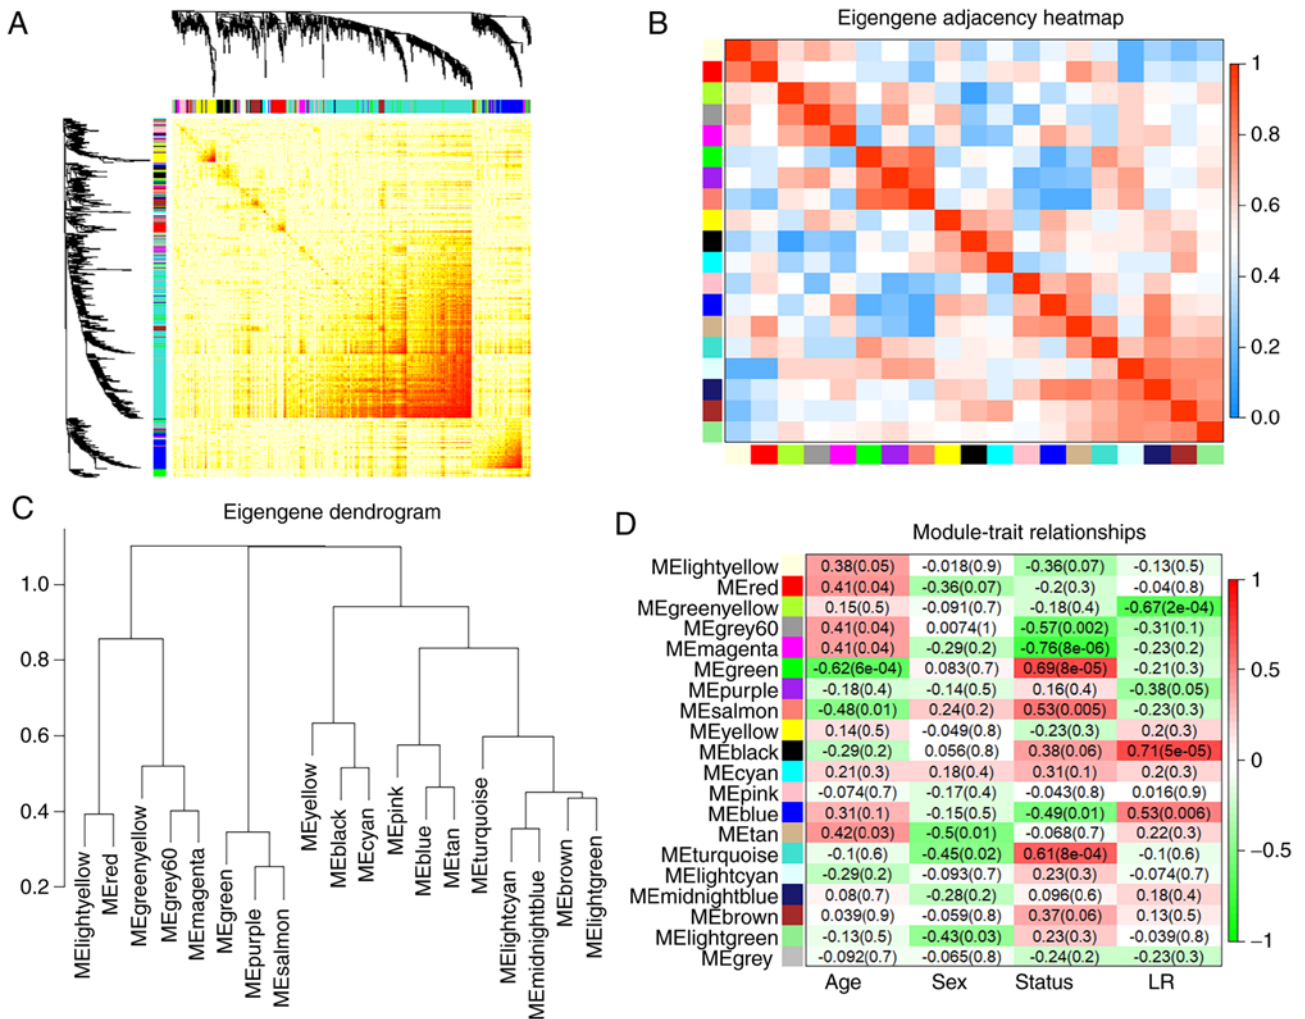 A
B
Eigengene adjacency heatmap
1
0.8
0.6
0.4
0.2
0.0
C
Eigengene dendrogram
1.0
0.8
0.6
0.4
0.2
MElightyellow
MEred
MEgreenyellow
MEgrey60
MEmagenta
MEgreen
MEpurple
MEsalmon
MEyellow
MEblack
MEcyan
MEpink
MEblue
MEtan
MEturquoise
MElightcyan
MEmidnightblue
MEbrown
MElightgreen
D
Module-trait relationships
MElightyellow 0.38(0.05) -0.018(0.9) -0.36(0.07) -0.13(0.5)
MEred 0.41(0.04) -0.36(0.07) -0.2(0.3) -0.04(0.8)
MEgreenyellow 0.15(0.5) -0.091(0.7) -0.18(0.4) -0.67(2e-04)
MEgrey60 0.41(0.04) 0.0074(1) -0.57(0.002) -0.31(0.1)
MEmagenta 0.41(0.04) -0.29(0.2) -0.76(8e-06) -0.23(0.2)
MEgreen -0.62(6e-04) 0.083(0.7) 0.69(8e-05) -0.21(0.3)
MEpurple -0.18(0.4) -0.14(0.5) 0.16(0.4) -0.38(0.05)
MEsalmon -0.48(0.01) 0.24(0.2) 0.53(0.005) -0.23(0.3)
MEyellow 0.14(0.5) -0.049(0.8) -0.23(0.3) 0.2(0.3)
MEblack -0.29(0.2) 0.056(0.8) 0.38(0.06) 0.71(5e-05)
MEcyan 0.21(0.3) 0.18(0.4) 0.31(0.1) 0.2(0.3)
MEpink -0.074(0.7) -0.17(0.4) -0.043(0.8) 0.016(0.9)
MEblue 0.31(0.1) -0.15(0.5) -0.49(0.01) 0.53(0.006)
MEtan 0.42(0.03) -0.5(0.01) -0.068(0.7) 0.22(0.3)
MEturquoise -0.1(0.6) -0.45(0.02) 0.61(8e-04) -0.1(0.6)
MElightcyan -0.29(0.2) -0.093(0.7) 0.23(0.3) -0.074(0.7)
MEmidnightblue 0.08(0.7) -0.28(0.2) 0.096(0.6) 0.18(0.4)
MEbrown 0.039(0.9) -0.059(0.8) 0.37(0.06) 0.13(0.5)
MElightgreen -0.13(0.5) -0.43(0.03) 0.23(0.3) -0.039(0.8)
MEgrey -0.092(0.7) -0.065(0.8) -0.24(0.2) -0.23(0.3)
Age Sex Status LR
1
0.5
0
−0.5
−1